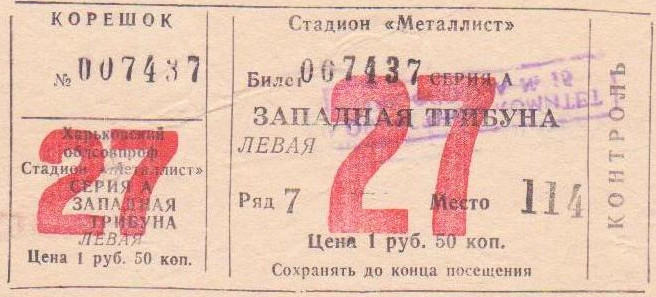 КОРЕШОК
№ 007437
27
Харьковский
облсовпроф
Стадион «Металлист»
СЕРИЯ А
ЗАПАДНАЯ
ТРИБУНА
ЛЕВАЯ
Цена 1 руб. 50 коп.
Стадион «Металлист»
Билет 007437 СЕРИЯ А
ЗАПАДНАЯ ТРИБУНА
ЛЕВАЯ
27
Ряд 7 Место 114
Цена 1 руб. 50 коп.
Сохранять до конца посещения
КОНТРОЛЬ
№ 19